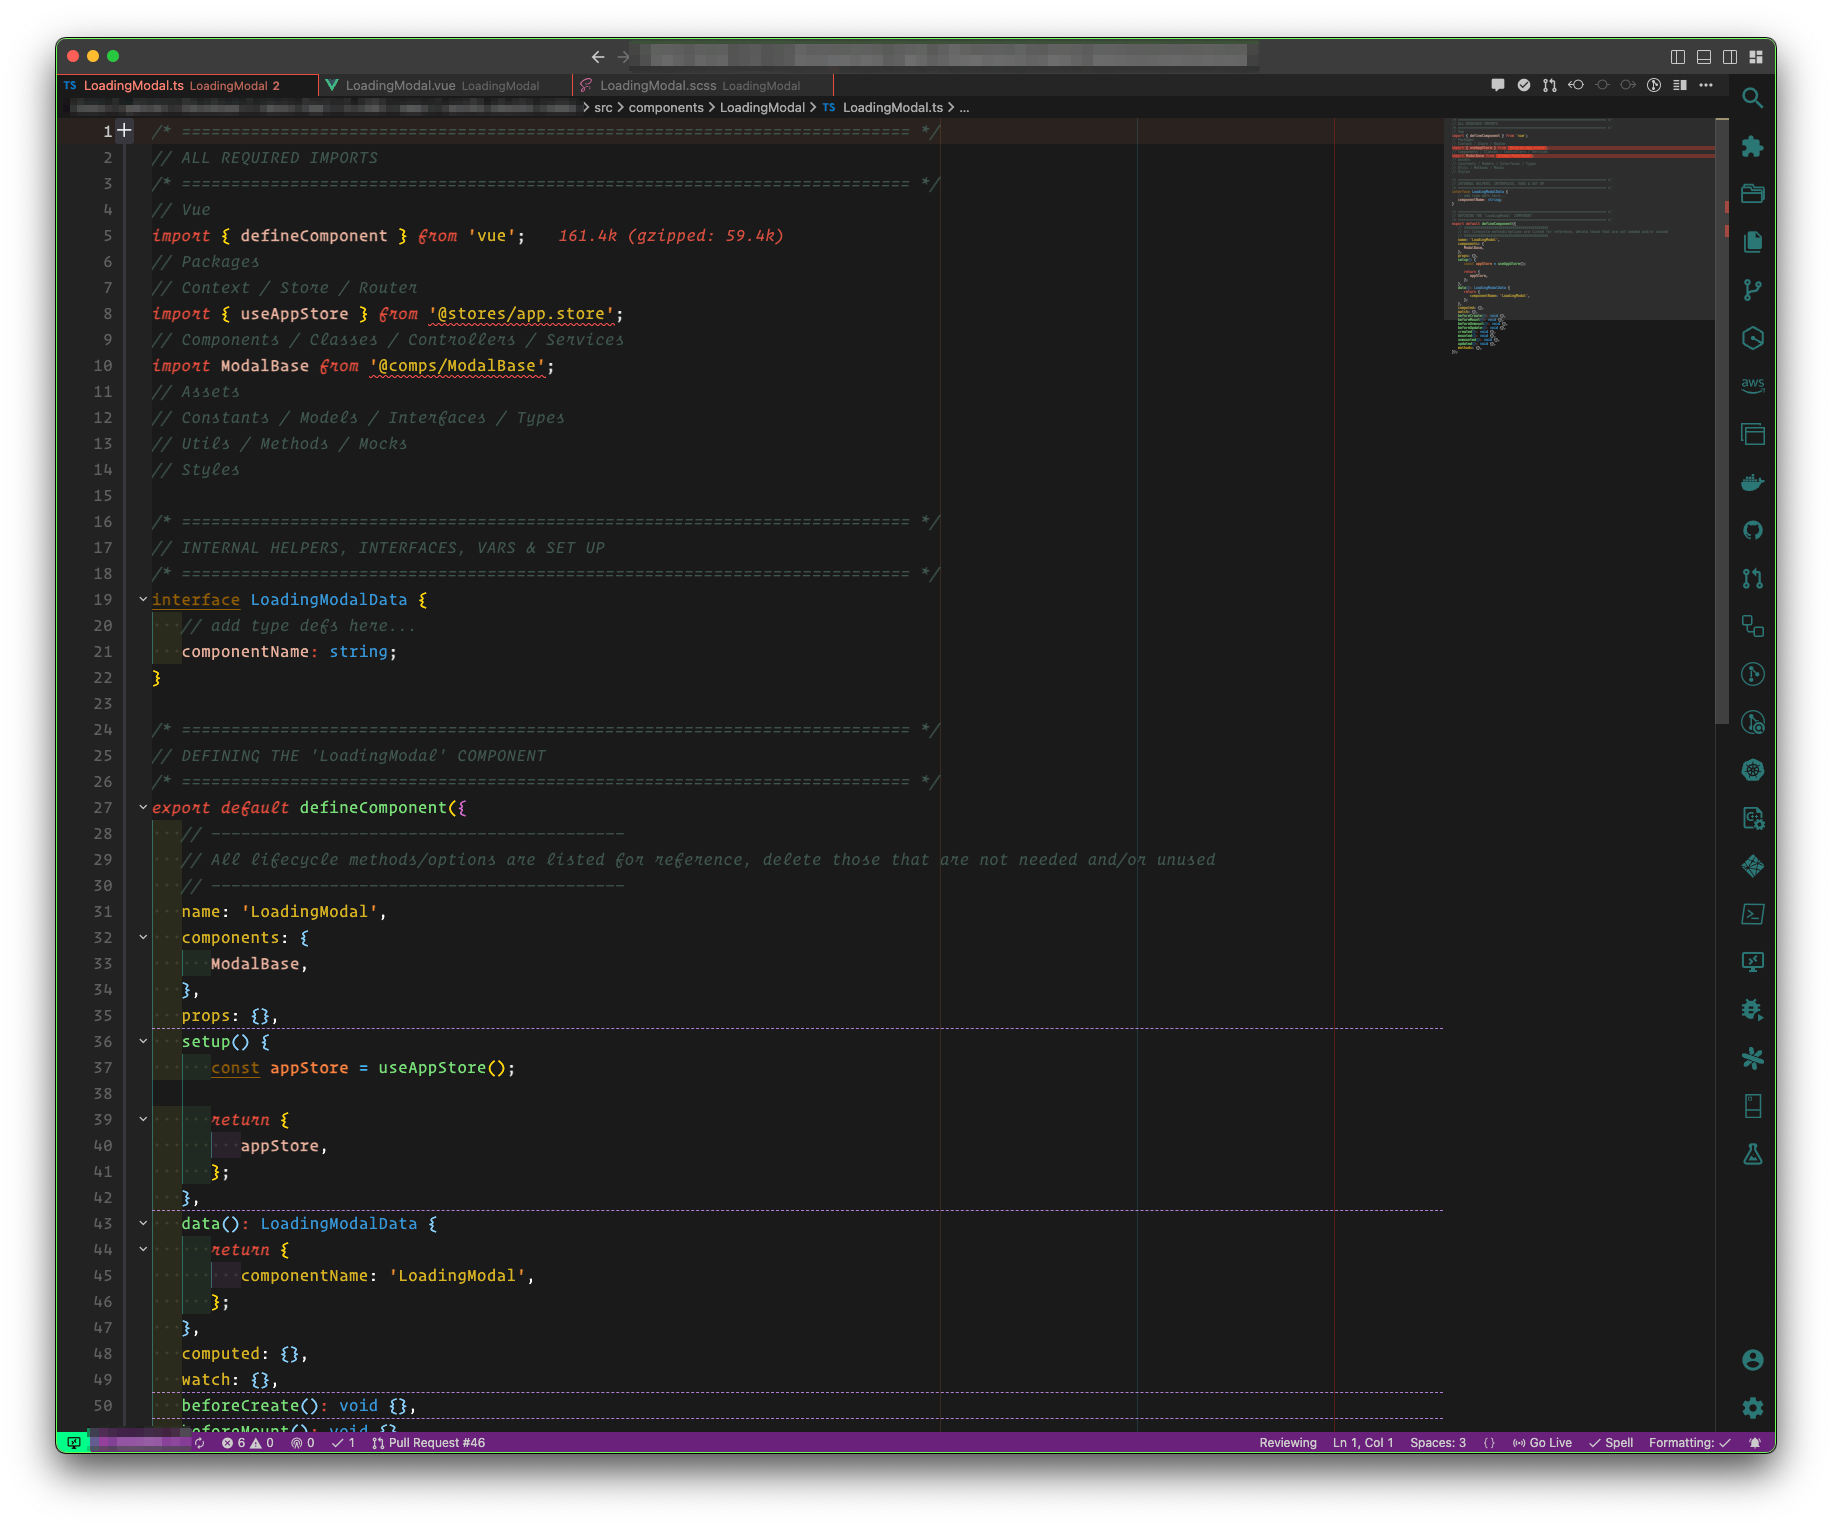 TS LoadingModal.ts LoadingModal 2
LoadingModal.vue LoadingModal
LoadingModal.scss LoadingModal
> src > components > LoadingModal > TS LoadingModal.ts > ...
1 /* ========================================================================== */
2 // ALL REQUIRED IMPORTS
3 /* ========================================================================== */
4 // Vue
5 import { defineComponent } from 'vue'; 161.4k (gzipped: 59.4k)
6 // Packages
7 // Context / Store / Router
8 import { useAppStore } from '@stores/app.store';
9 // Components / Classes / Controllers / Services
10 import ModalBase from '@comps/ModalBase';
11 // Assets
12 // Constants / Models / Interfaces / Types
13 // Utils / Methods / Mocks
14 // Styles
15
16 /* ========================================================================== */
17 // INTERNAL HELPERS, INTERFACES, VARS & SET UP
18 /* ========================================================================== */
19 interface LoadingModalData {
20 // add type defs here...
21 componentName: string;
22 }
23
24 /* ========================================================================== */
25 // DEFINING THE 'LoadingModal' COMPONENT
26 /* ========================================================================== */
27 export default defineComponent({
28 // ------------------------------------------
29 // All lifecycle methods/options are listed for reference, delete those that are not needed and/or unused
30 // ------------------------------------------
31 name: 'LoadingModal',
32 components: {
33 ModalBase,
34 },
35 props: {},
36 setup() {
37 const appStore = useAppStore();
38
39 return {
40 appStore,
41 };
42 },
43 data(): LoadingModalData {
44 return {
45 componentName: 'LoadingModal',
46 };
47 },
48 computed: {},
49 watch: {},
50 beforeCreate(): void {},
beforeMount(): void {}
aws
6 0 0 1 Pull Request #46 Reviewing Ln 1, Col 1 Spaces: 3 {} Go Live Spell Formatting: